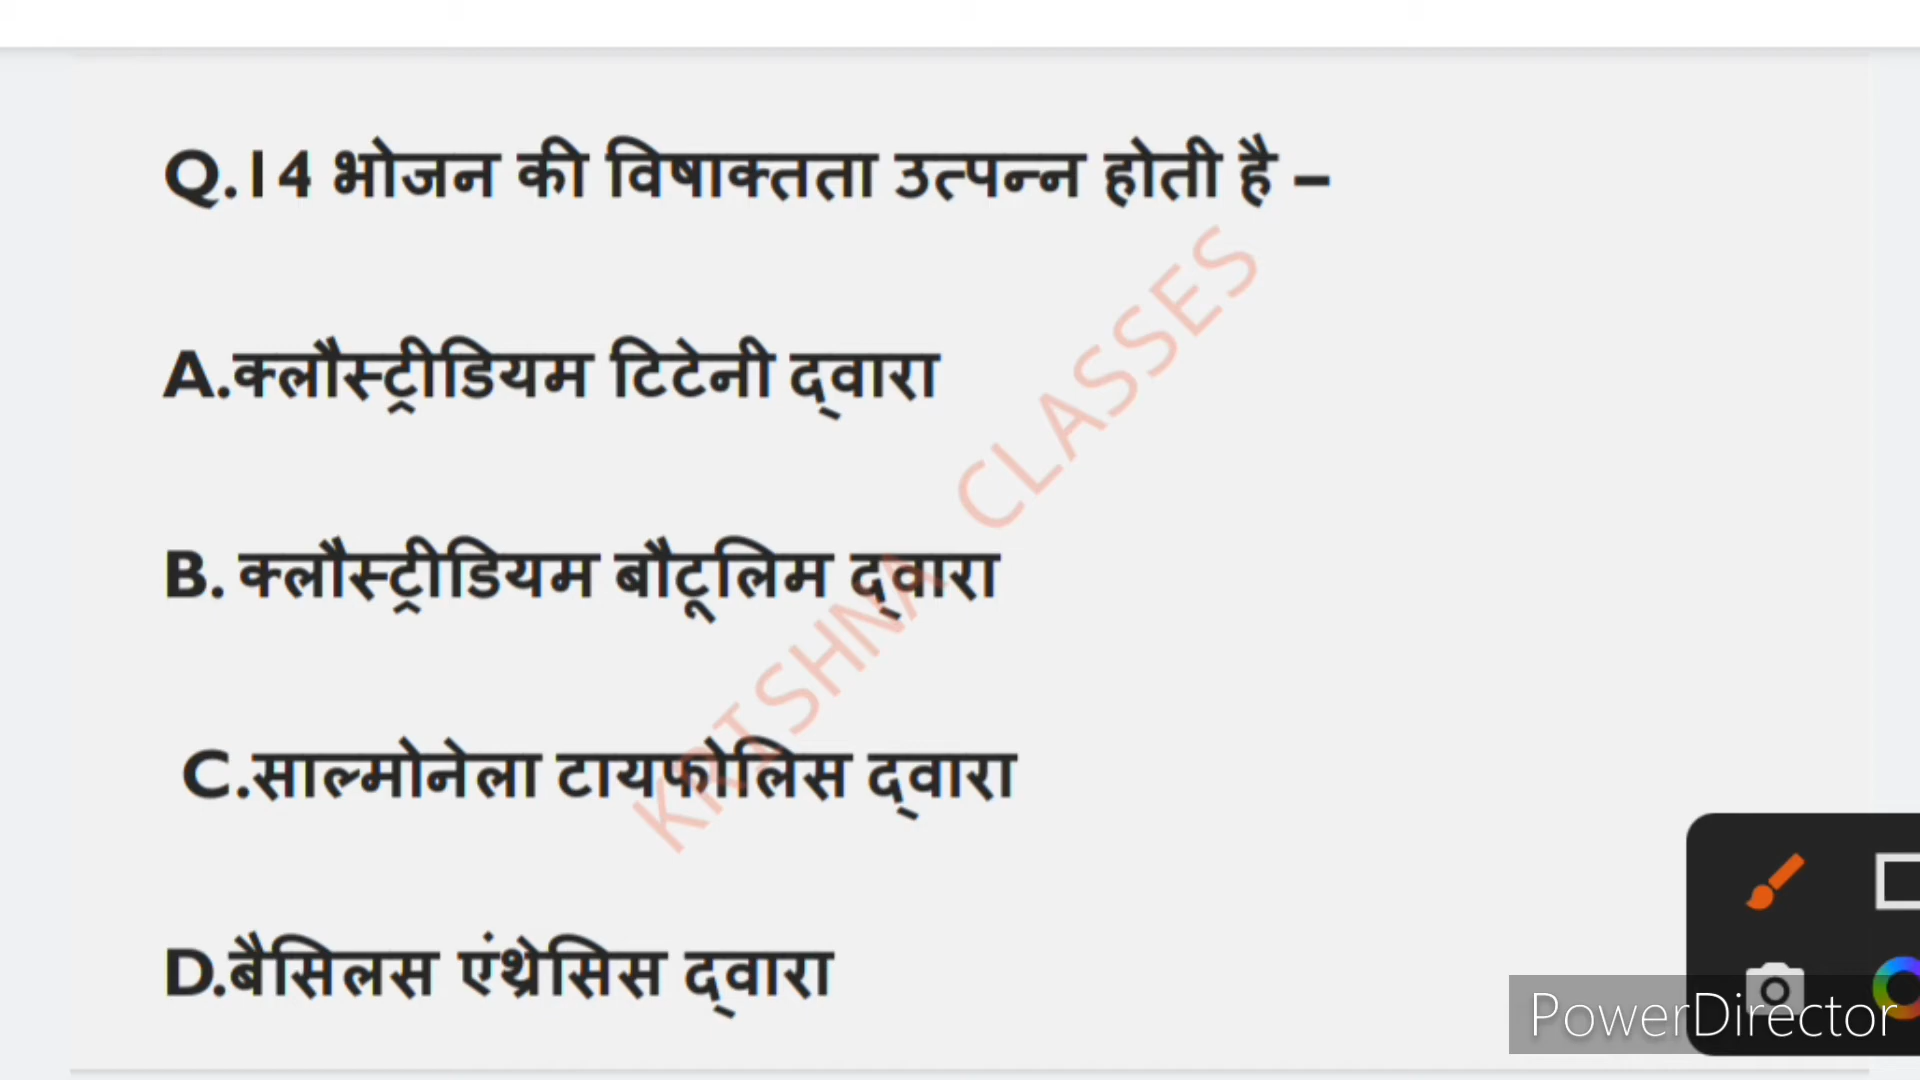 Q.14 भोजन की विषाक्तता उत्पन्न होती है –
A.क्लौस्ट्रीडियम टिटेनी द्वारा
B. क्लौस्ट्रीडियम बौटूलिम द्वारा
C.साल्मोनेला टायफोलिस द्वारा
D.बैसिलस एंथ्रेसिस द्वारा
KRISHNA CLASSES
PowerDirector